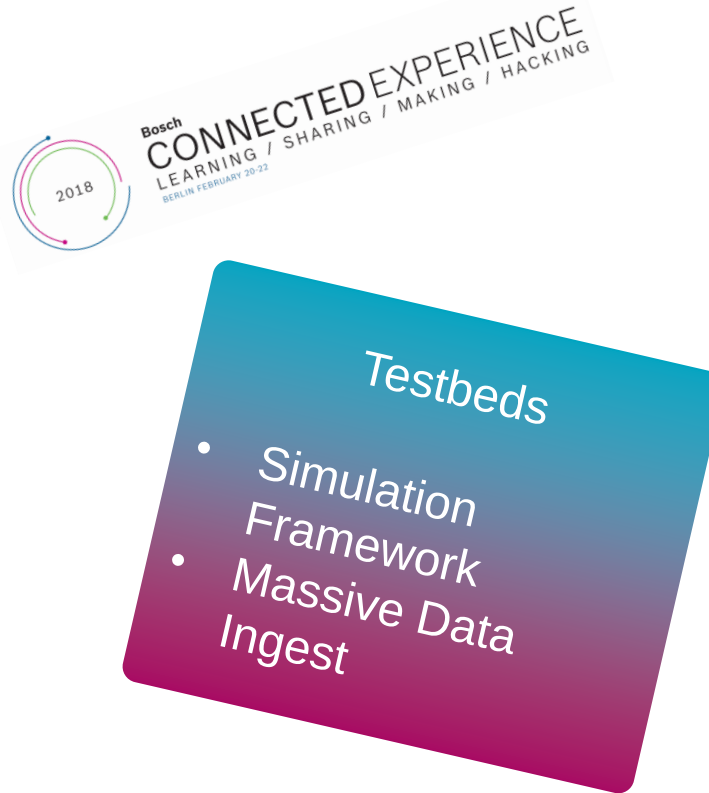 2018
Bosch
CONNECTED EXPERIENCE
LEARNING / SHARING / MAKING / HACKING
BERLIN FEBRUARY 20-22
Testbeds
• Simulation
Framework
• Massive Data
Ingest